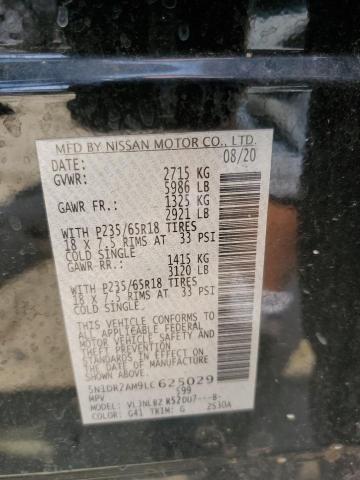 MFD BY NISSAN MOTOR CO., LTD.
DATE: 08/20
GVWR: 2715 KG
5986 LB
GAWR FR.: 1325 KG
2921 LB
WITH P235/65R18 TIRES
18 X 7.5 RIMS AT 33 PSI
COLD SINGLE
GAWR RR: 1415 KG
3120 LB
WITH P235/65R18 TIRES
18 X 7.5 RIMS AT 33 PSI
COLD SINGLE
THIS VEHICLE CONFORMS TO
ALL APPLICABLE FEDERAL
MOTOR VEHICLE SAFETY
AND THEFT PREVENTION
STANDARDS IN EFFECT ON
THE DATE OF MANUFACTURE
SHOWN ABOVE.
5N1DR2AM9LC625029
MPV S99
MODEL:
COLOR: G41 TRIM: G 2530A